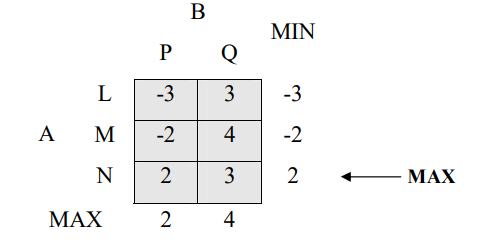 B
MIN
P Q
L -3 3 -3
A M -2 4 -2
N 2 3 2 MAX
MAX 2 4